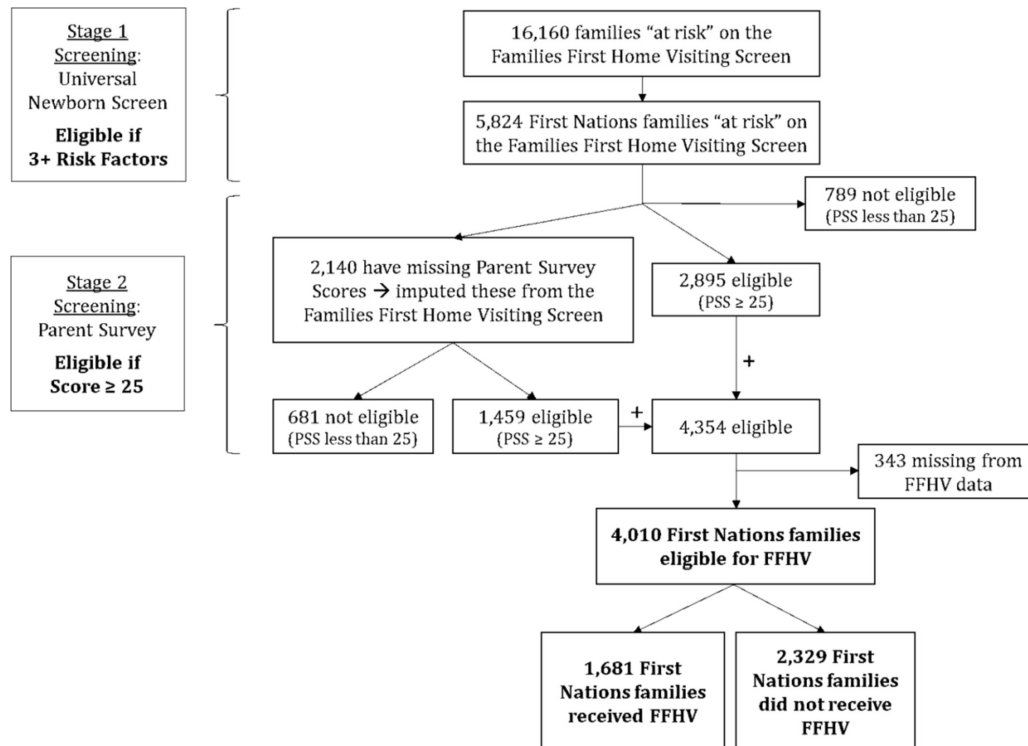 Stage 1
Screening:
Universal
Newborn Screen
Eligible if
3+ Risk Factors
16,160 families “at risk” on the
Families First Home Visiting Screen
5,824 First Nations families “at risk” on
the Families First Home Visiting Screen
789 not eligible
(PSS less than 25)
Stage 2
Screening:
Parent Survey
Eligible if
Score ≥ 25
2,140 have missing Parent Survey
Scores → imputed these from the
Families First Home Visiting Screen
2,895 eligible
(PSS ≥ 25)
+
681 not eligible
(PSS less than 25)
1,459 eligible
(PSS ≥ 25)
+
4,354 eligible
343 missing from
FFHV data
4,010 First Nations families
eligible for FFHV
1,681 First
Nations families
received FFHV
2,329 First
Nations families
did not receive
FFHV